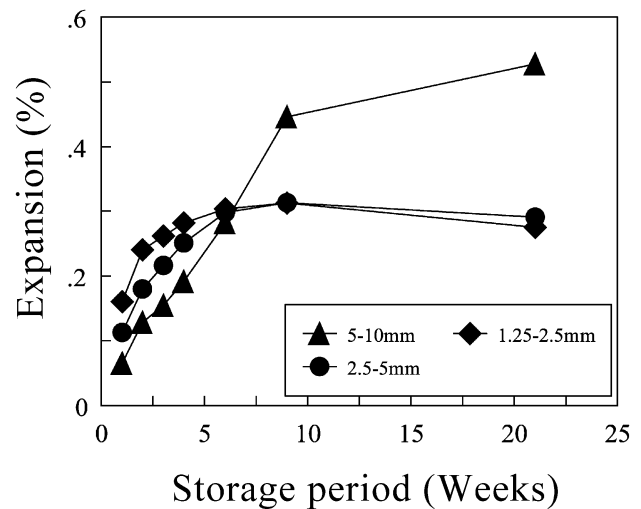 Expansion (%)
.6
.4
.2
0
5-10mm
1.25-2.5mm
2.5-5mm
0 5 10 15 20 25
Storage period (Weeks)